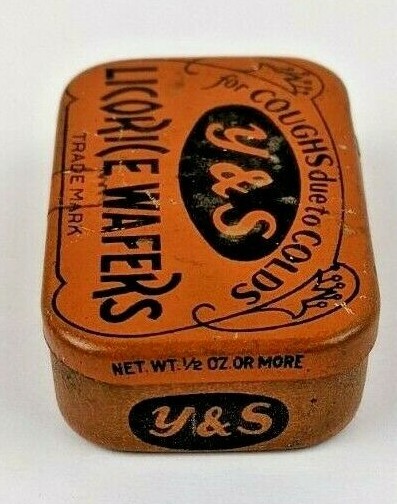 for COUGHS due to COLDS
Y & S
LICORICE WAFERS
TRADE MARK
NET. WT. 1/2 OZ. OR MORE
Y & S